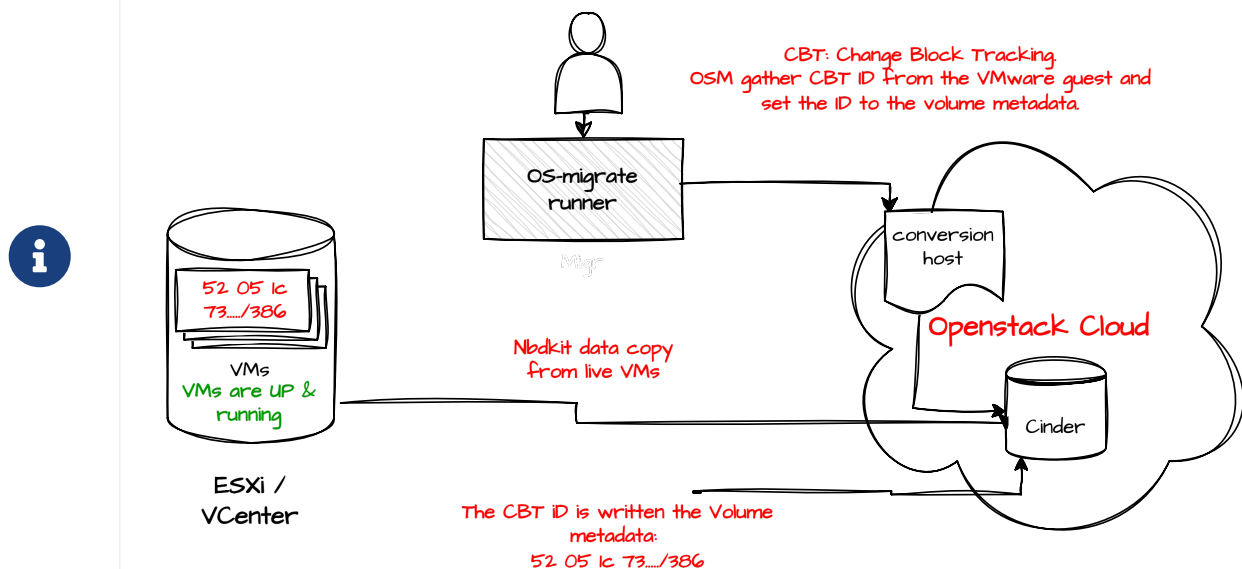 CBT: Change Block Tracking.
OSM gather CBT ID from the VMware guest and
set the ID to the volume metadata.
OS-migrate
runner
Migr
conversion
host
52 05 1c
73...../386
Openstack Cloud
Nbdkit data copy
from live VMs
VMs
VMs are UP &
running
Cinder
ESXi /
VCenter
The CBT iD is written the Volume
metadata:
52 05 1c 73...../386